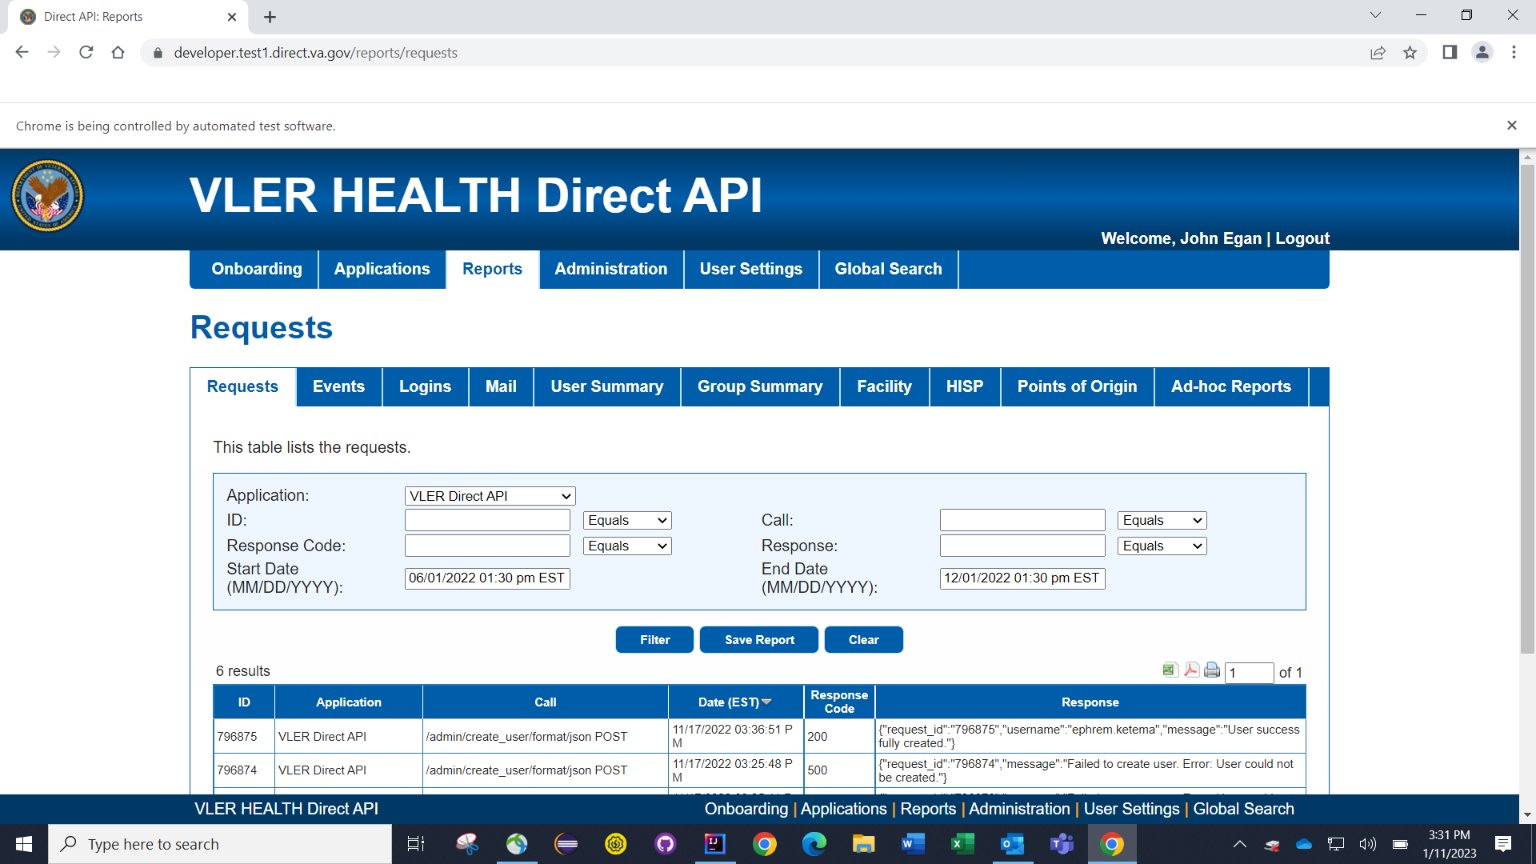 Direct API: Reports
developer.test1.direct.va.gov/reports/requests
Chrome is being controlled by automated test software.
VLER HEALTH Direct API
Welcome, John Egan | Logout
Onboarding Applications Reports Administration User Settings Global Search
Requests
Requests Events Logins Mail User Summary Group Summary Facility HISP Points of Origin Ad-hoc Reports
This table lists the requests.
Application: VLER Direct API
ID: Equals Call: Equals
Response Code: Equals Response: Equals
Start Date End Date
(MM/DD/YYYY): 06/01/2022 01:30 pm EST (MM/DD/YYYY): 12/01/2022 01:30 pm EST
Filter Save Report Clear
6 results 1 of 1
ID Application Call Date (EST) Response Code Response
796875 VLER Direct API /admin/create_user/format/json POST 11/17/2022 03:36:51 P 200 {"request_id":"796875","username":"ephrem.ketema","message":"User success
M fully created."}
796874 VLER Direct API /admin/create_user/format/json POST 11/17/2022 03:25:48 P 500 {"request_id":"796874","message":"Failed to create user. Error: User could not
M be created."}
VLER HEALTH Direct API Onboarding | Applications | Reports | Administration | User Settings | Global Search
Type here to search
3:31 PM
1/11/2023